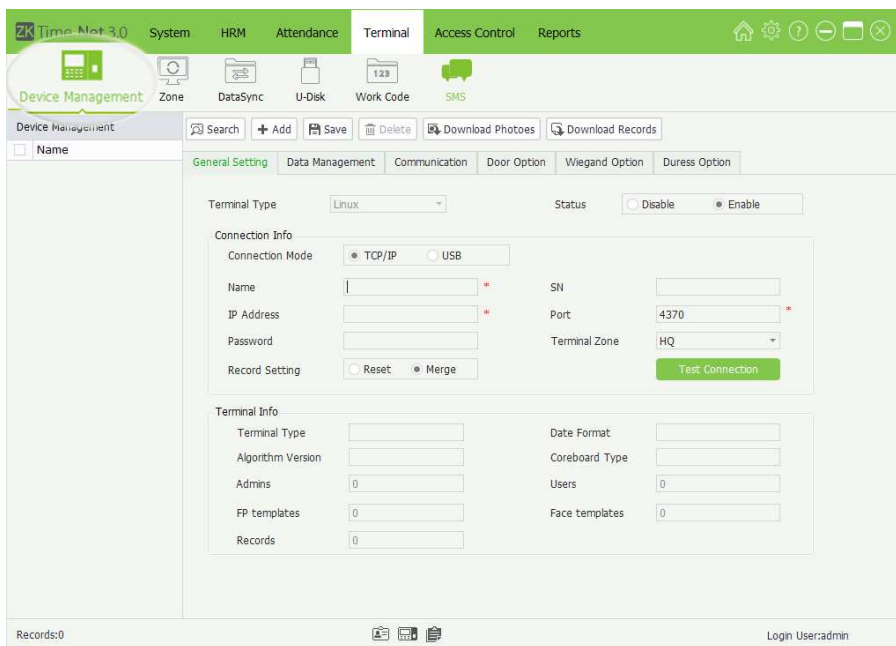 ZK Time.Net 3.0 System HRM Attendance Terminal Access Control Reports
Device Management Zone DataSync U-Disk 123 Work Code SMS
Device Management
Name
Search Add Save Delete Download Photoes Download Records
General Setting Data Management Communication Door Option Wiegand Option Duress Option
Terminal Type Linux Status Disable Enable
Connection Info
Connection Mode TCP/IP USB
Name * SN
IP Address * Port 4370 *
Password Terminal Zone HQ
Record Setting Reset Merge Test Connection
Terminal Info
Terminal Type Date Format
Algorithm Version Coreboard Type
Admins 0 Users 0
FP templates 0 Face templates 0
Records 0
Records:0 Login User:admin